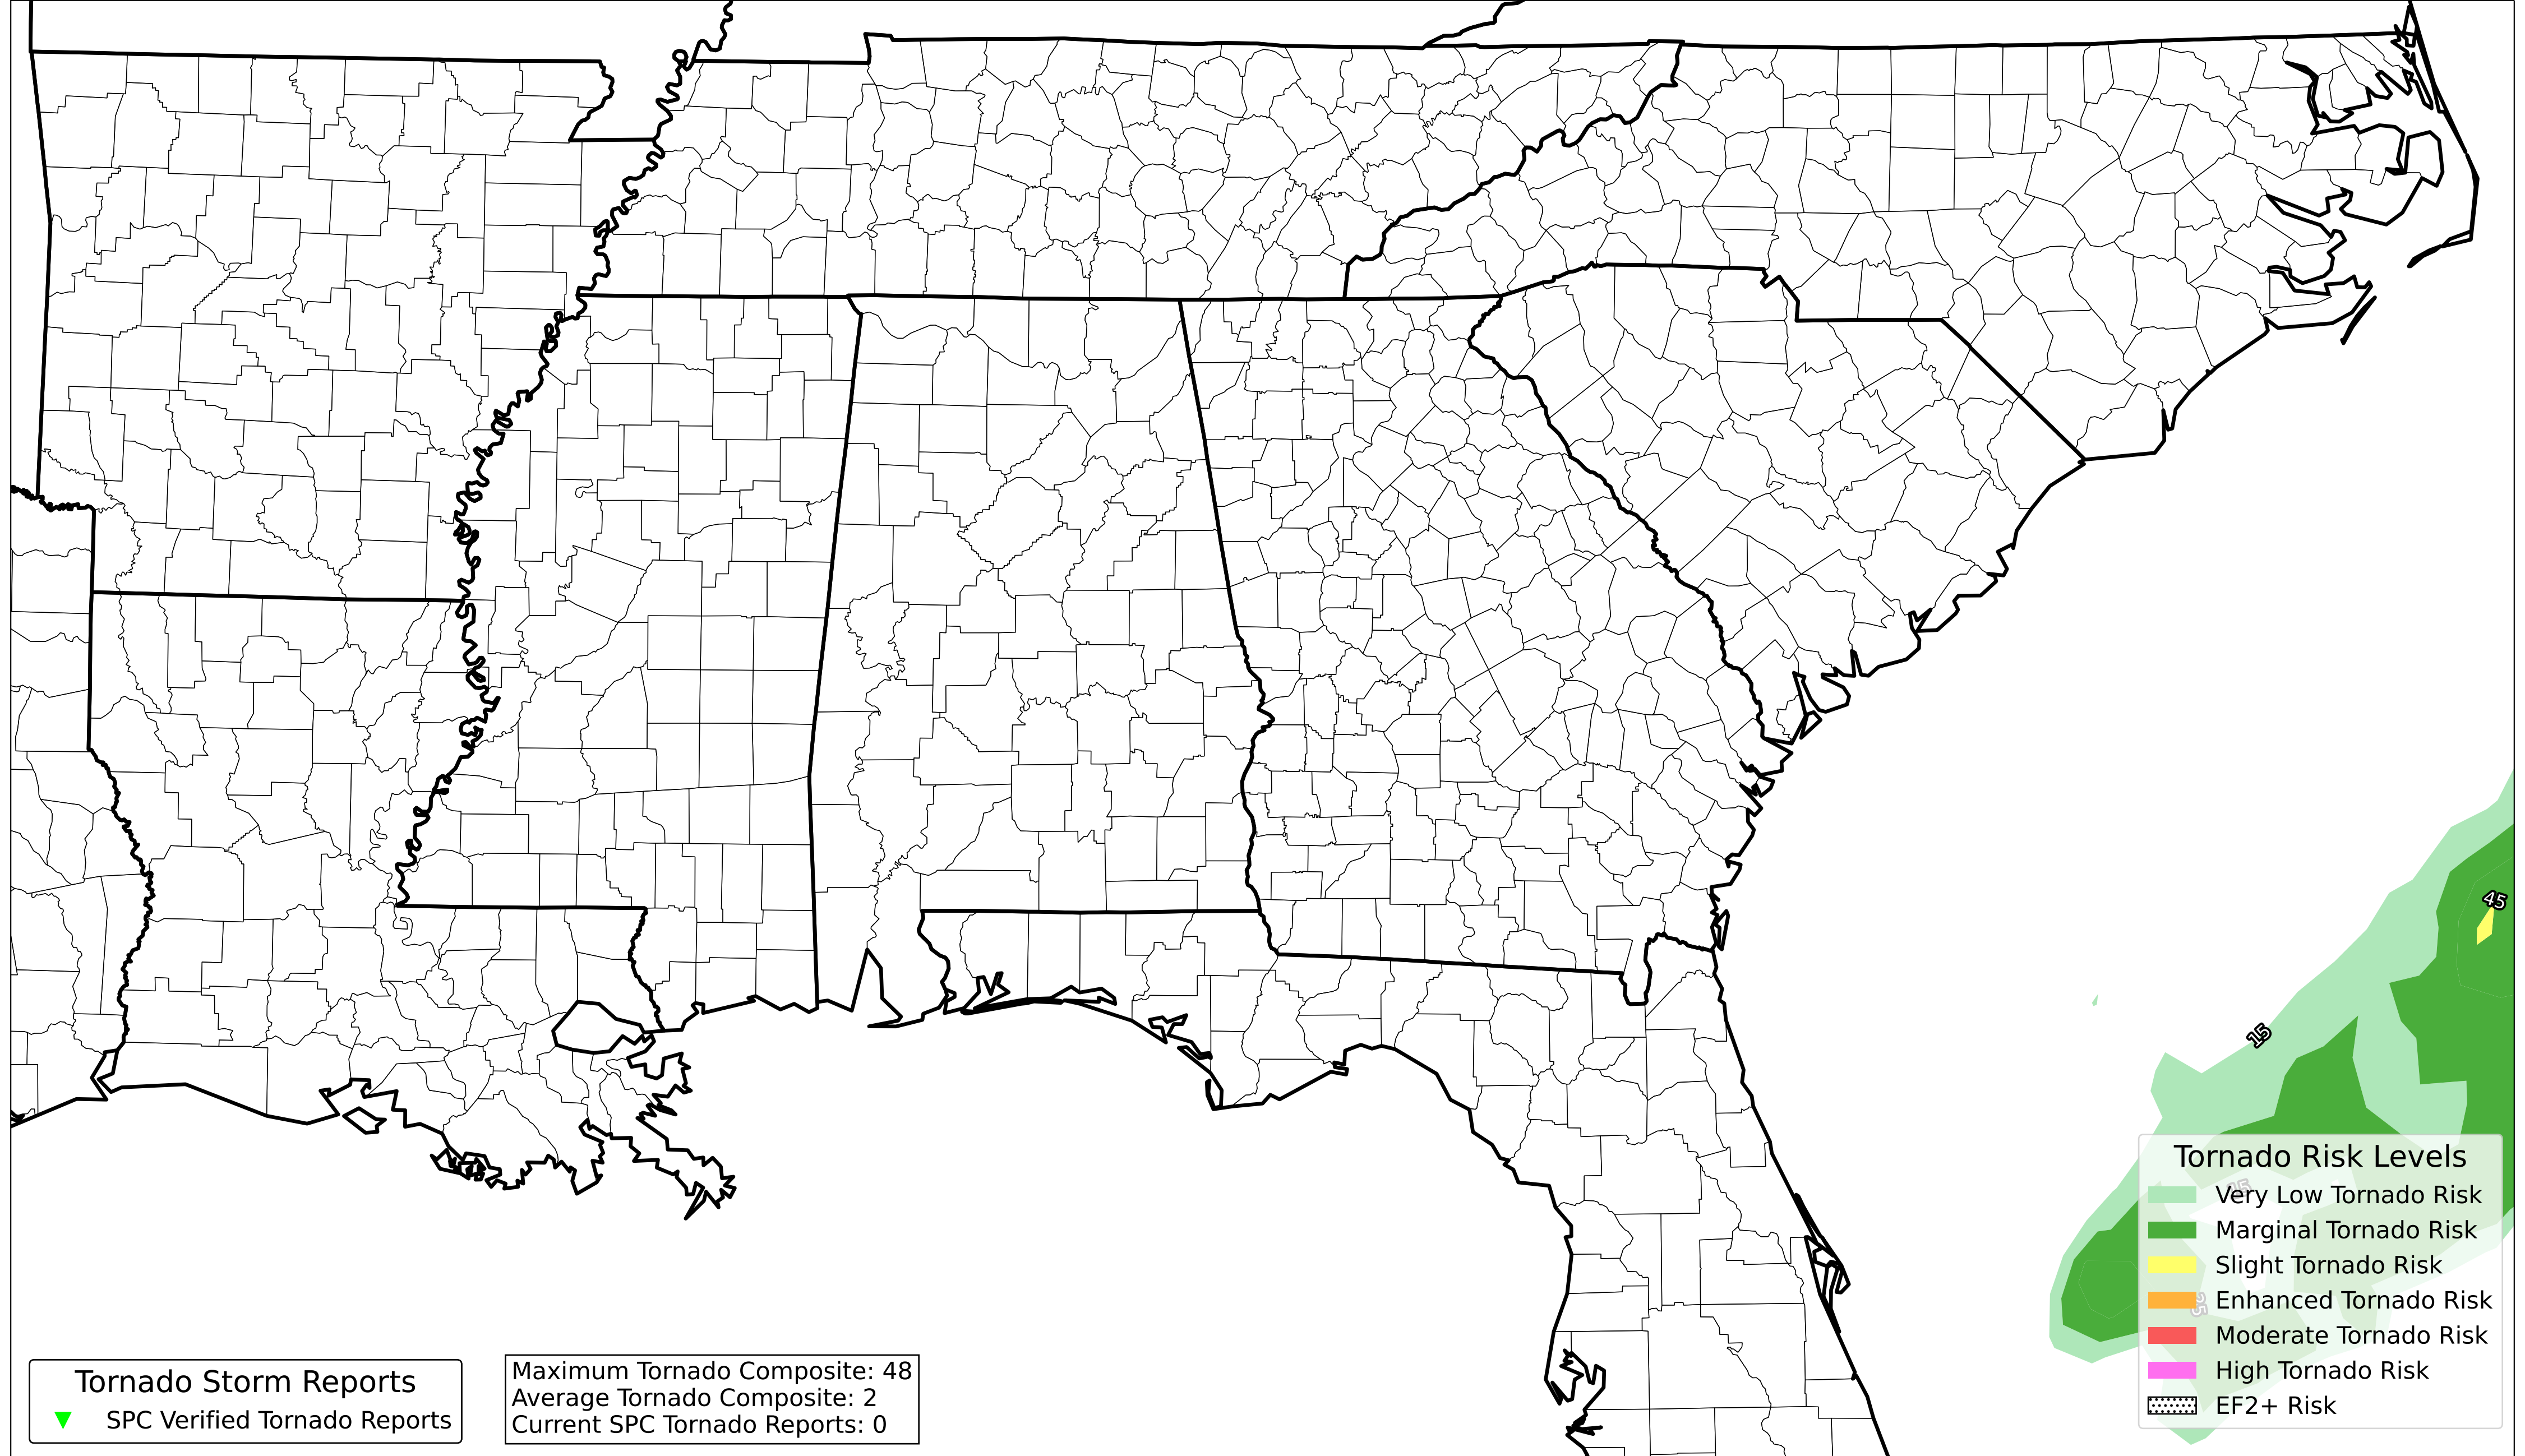 45
15
Tornado Risk Levels
15
Very Low Tornado Risk
Marginal Tornado Risk
Slight Tornado Risk
Enhanced Tornado Risk
Moderate Tornado Risk
High Tornado Risk
EF2+ Risk
Tornado Storm Reports
SPC Verified Tornado Reports
Maximum Tornado Composite: 48
Average Tornado Composite: 2
Current SPC Tornado Reports: 0